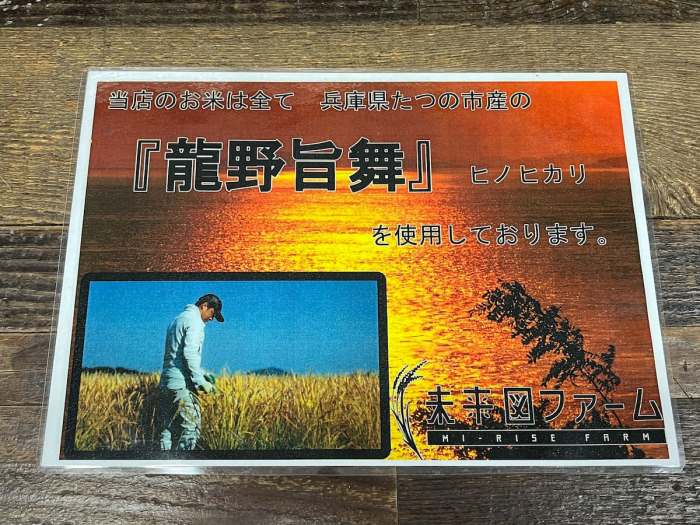 当店のお米は全て　兵庫県たつの市産の
『龍野旨舞』 ヒノヒカリ
を使用しております。
未来図ファーム
MI-RISE FARM